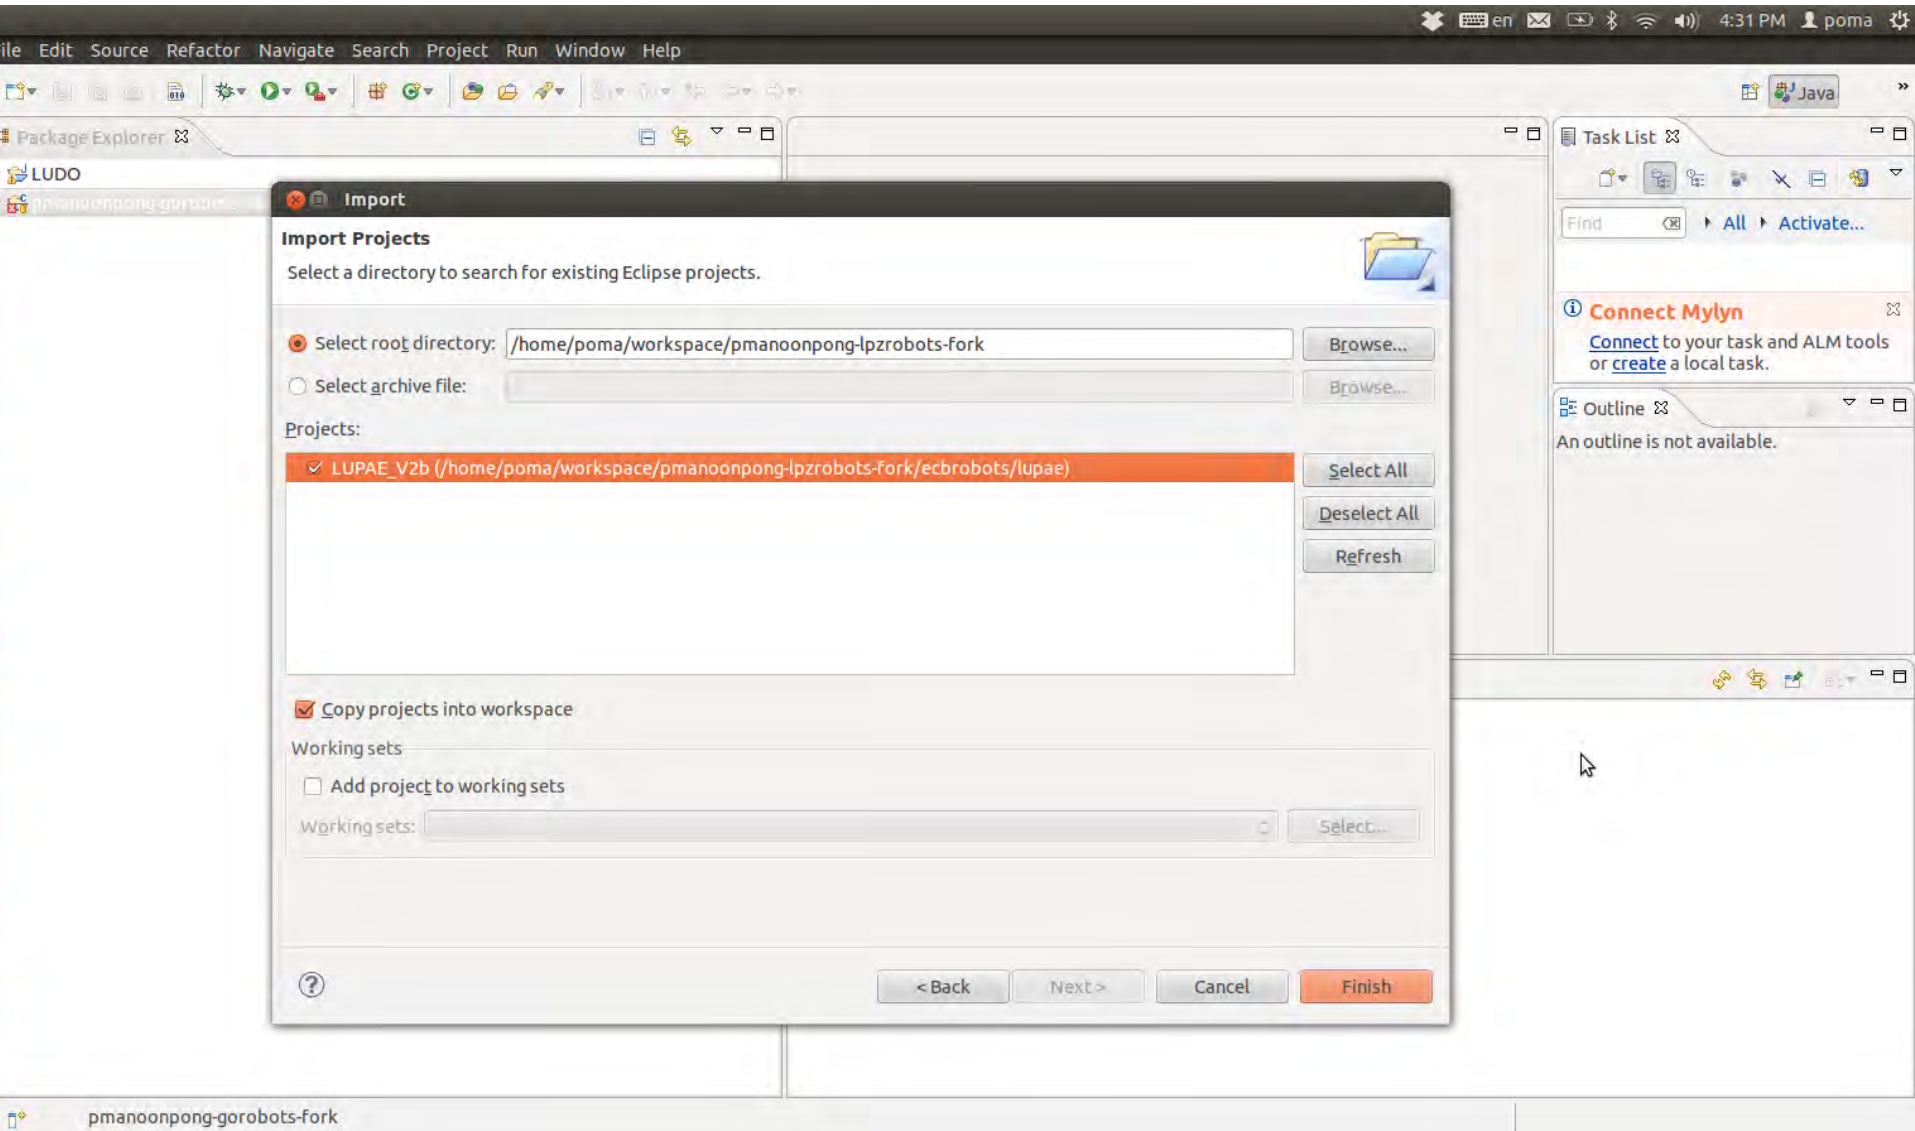 en 4:31 PM poma
ile Edit Source Refactor Navigate Search Project Run Window Help
Java
»
Package Explorer
Task List
LUDO
Find All Activate...
Import
Import Projects
Select a directory to search for existing Eclipse projects.
Select root directory: /home/poma/workspace/pmanoonpong-lpzrobots-fork Browse...
Select archive file: Browse...
Projects:
LUPAE_V2b (/home/poma/workspace/pmanoonpong-lpzrobots-fork/ecbrobots/lupae)
Select All
Deselect All
Refresh
Copy projects into workspace
Working sets
Add project to working sets
Working sets: Select...
< Back Next > Cancel Finish
Connect Mylyn
Connect to your task and ALM tools
or create a local task.
Outline
An outline is not available.
pmanoonpong-gorobots-fork